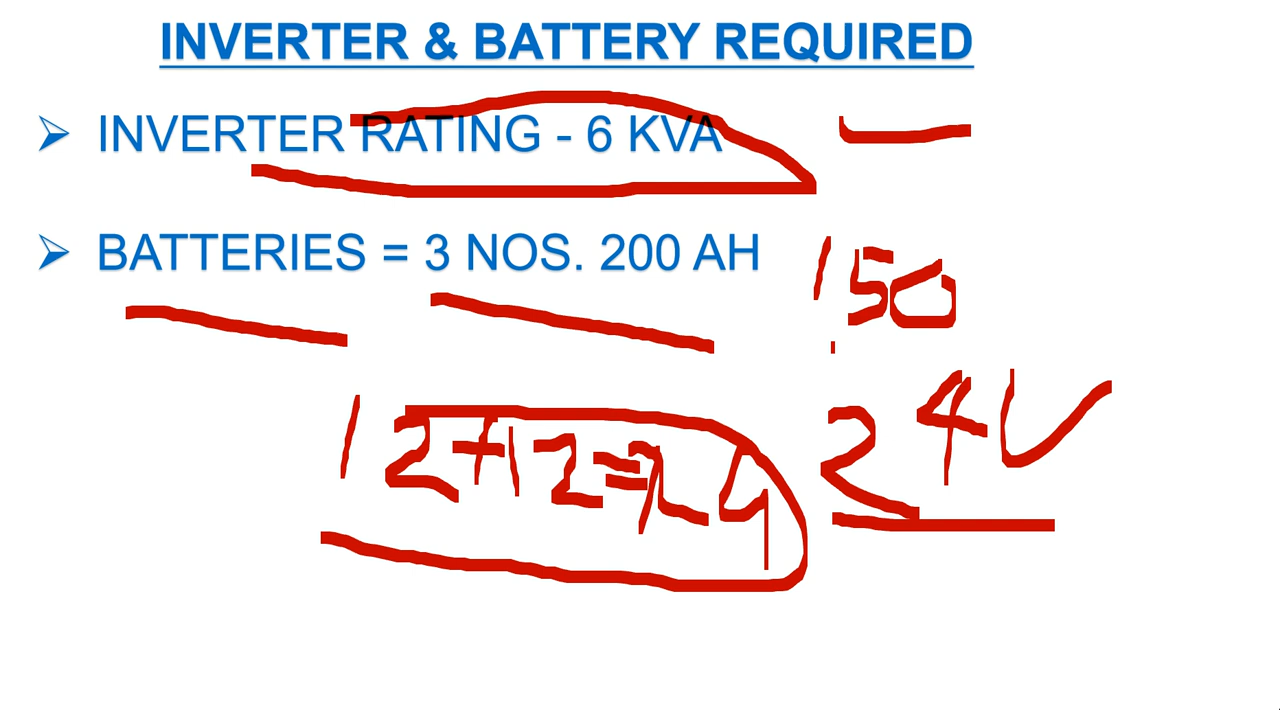 INVERTER & BATTERY REQUIRED
➢ INVERTER RATING - 6 KVA
➢ BATTERIES = 3 NOS. 200 AH
150
24V
12+12=24